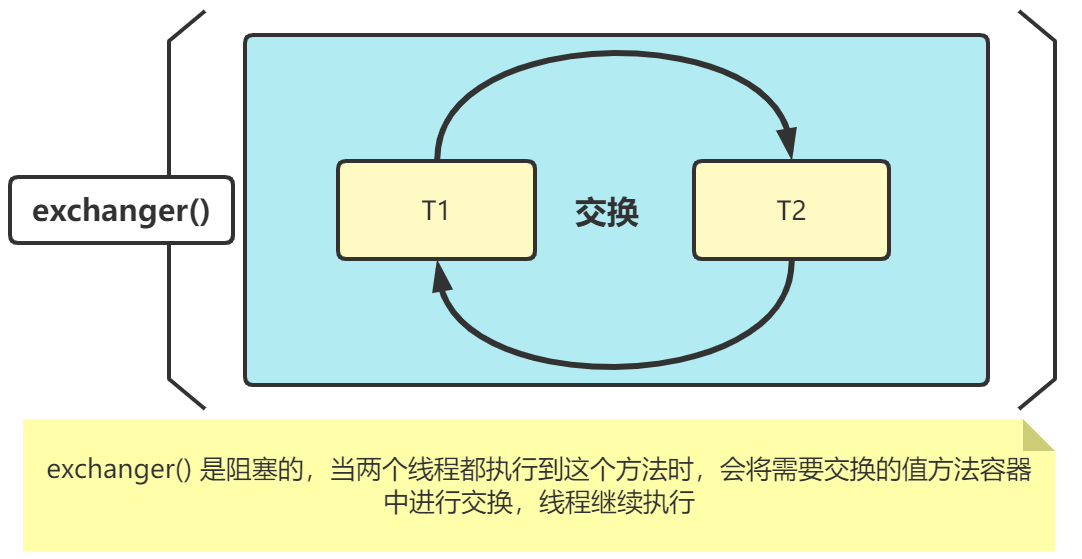 exchanger()
T1
交换
T2
exchanger() 是阻塞的，当两个线程都执行到这个方法时，会将需要交换的值方法容器
中进行交换，线程继续执行